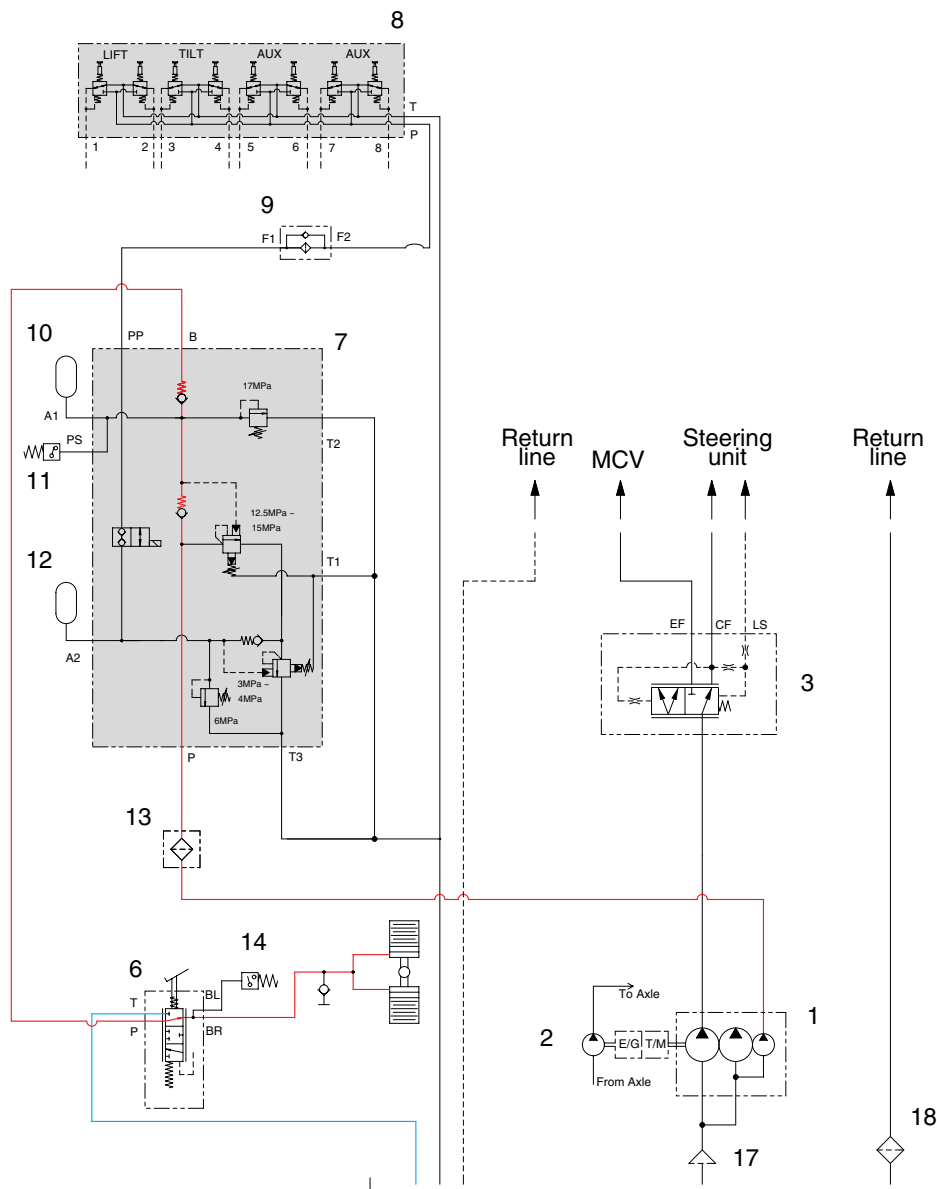 8
LIFT TILT AUX AUX
T
P
1 2 3 4 5 6 7 8
9
F1 F2
10 PP B 7
17MPa
A1
T2
PS
11
Return
line
MCV
Steering
unit
Return
line
12.5MPa ~
15MPa
12
T1
A2
EF CF LS
3
3MPa ~
4MPa
6MPa
P T3
13
14
6
BL
T
P BR
To Axle
1
2
E/G T/M
From Axle
17
18